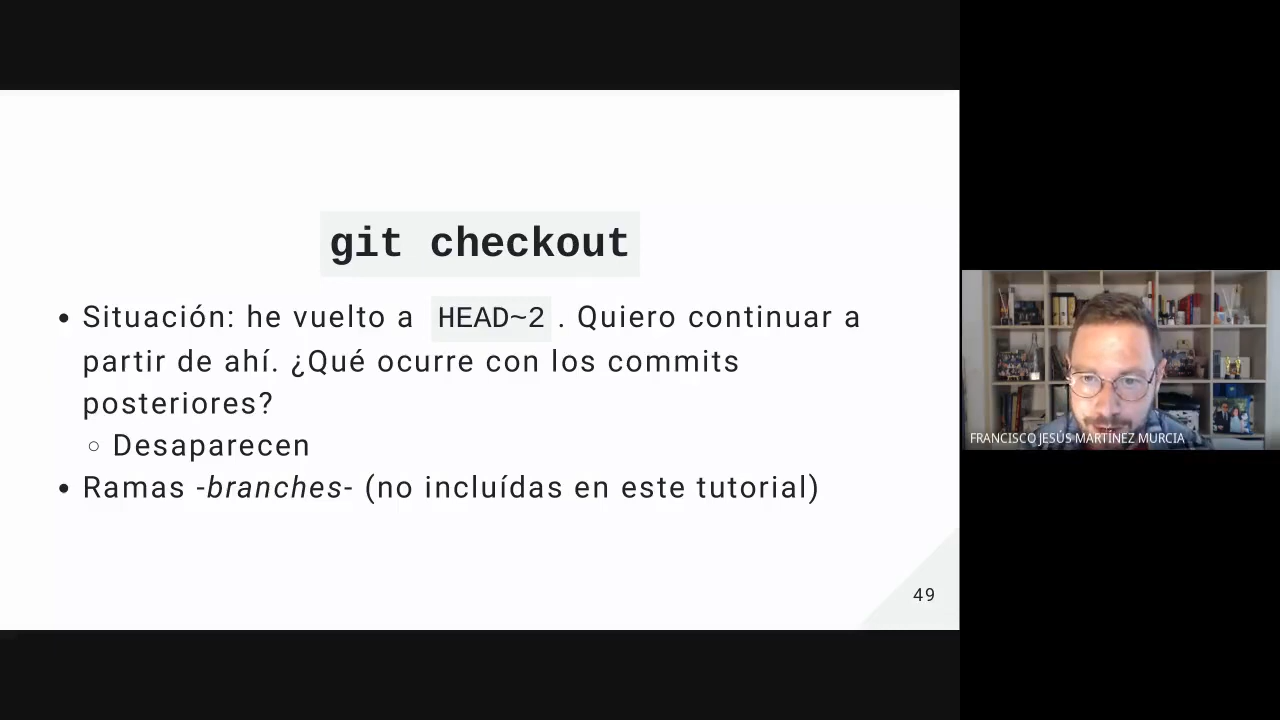 git checkout
• Situación: he vuelto a HEAD~2 . Quiero continuar a
partir de ahí. ¿Qué ocurre con los commits
posteriores?
○ Desaparecen
• Ramas -branches- (no incluídas en este tutorial)
49
FRANCISCO JESÚS MARTÍNEZ MURCIA